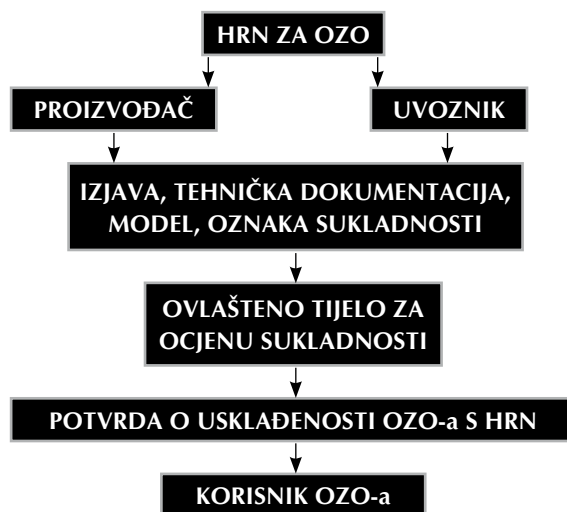 HRN ZA OZO
PROIZVOĐAČ
UVOZNIK
IZJAVA, TEHNIČKA DOKUMENTACIJA,
MODEL, OZNAKA SUKLADNOSTI
OVLAŠTENO TIJELO ZA
OCJENU SUKLADNOSTI
POTVRDA O USKLAĐENOSTI OZO-a S HRN
KORISNIK OZO-a